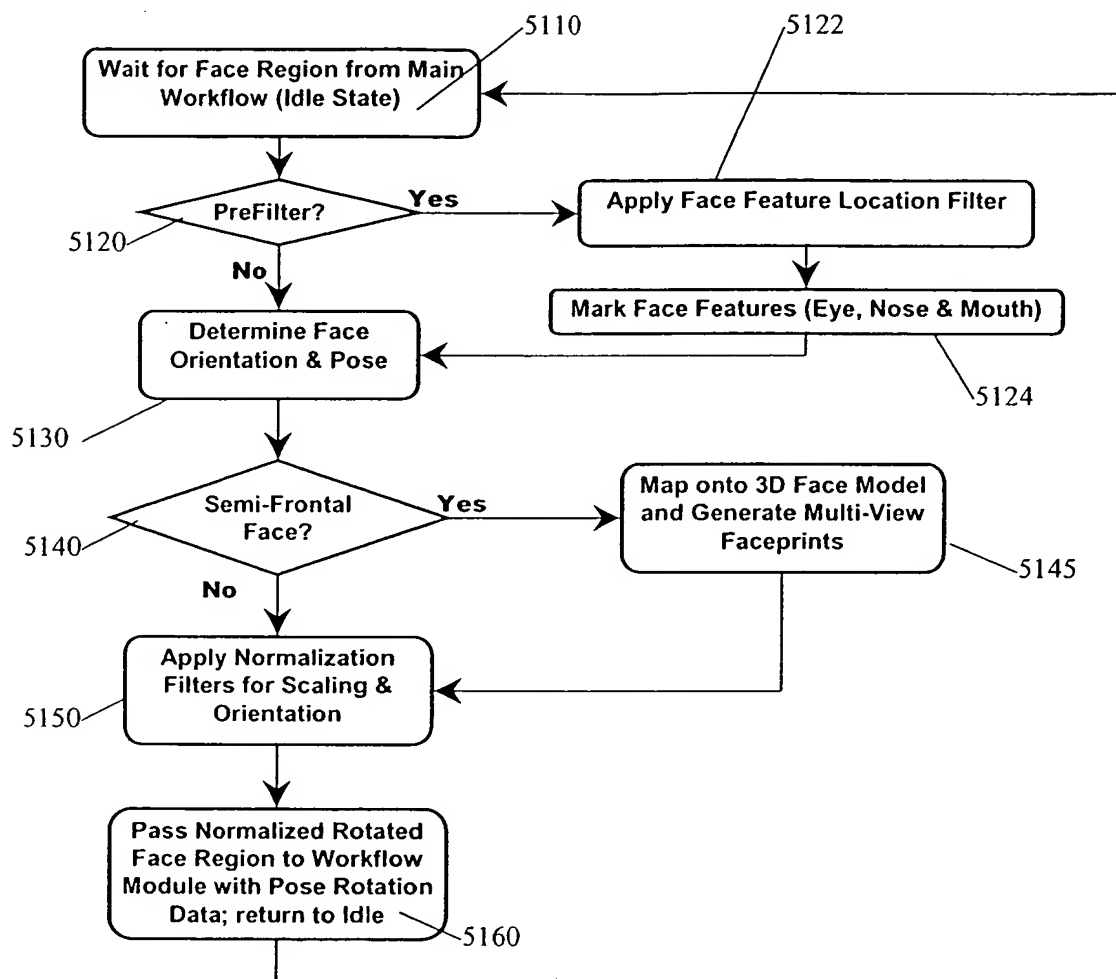 5110
5122
Wait for Face Region from Main
Workflow (Idle State)
PreFilter?
Yes
Apply Face Feature Location Filter
5120
No
Mark Face Features (Eye, Nose & Mouth)
Determine Face
Orientation & Pose
5124
5130
Semi-Frontal
Face?
Yes
Map onto 3D Face Model
and Generate Multi-View
Faceprints
5140
5145
No
Apply Normalization
Filters for Scaling &
Orientation
5150
Pass Normalized Rotated
Face Region to Workflow
Module with Pose Rotation
Data; return to Idle
5160